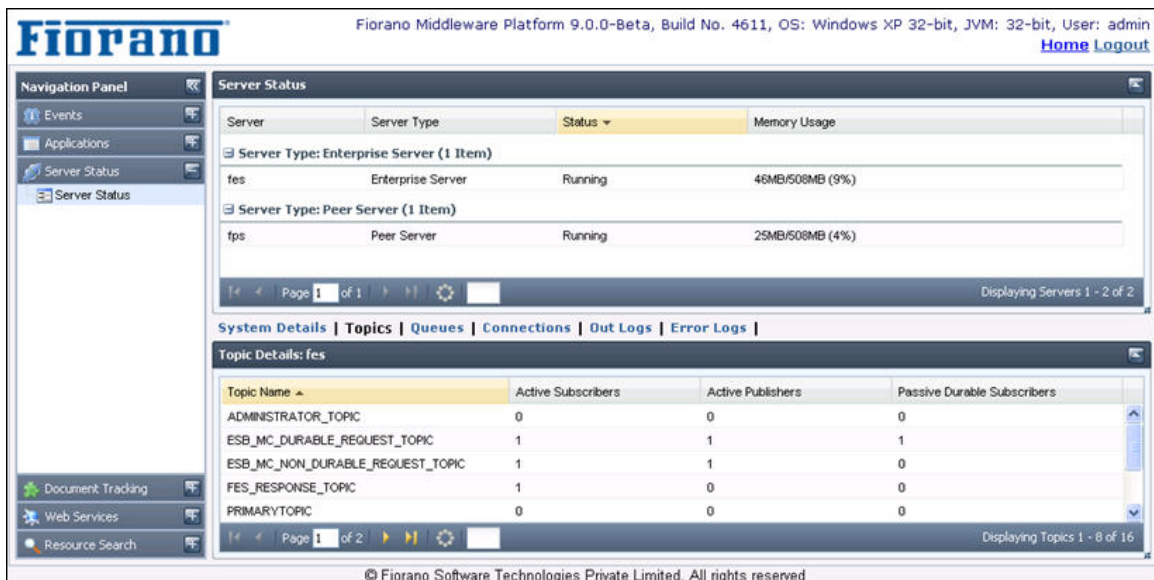 Fiorano
Fiorano Middleware Platform 9.0.0-Beta, Build No. 4611, OS: Windows XP 32-bit, JVM: 32-bit, User: admin
Home Logout
Navigation Panel
Events
Applications
Server Status
Server Status
Document Tracking
Web Services
Resource Search
Server Status
Server Server Type Status Memory Usage
Server Type: Enterprise Server (1 Item)
fes Enterprise Server Running 46MB/508MB (9%)
Server Type: Peer Server (1 Item)
fps Peer Server Running 25MB/508MB (4%)
Page 1 of 1 Displaying Servers 1 - 2 of 2
System Details | Topics | Queues | Connections | Out Logs | Error Logs |
Topic Details: fes
Topic Name Active Subscribers Active Publishers Passive Durable Subscribers
ADMINISTRATOR_TOPIC 0 0 0
ESB_MC_DURABLE_REQUEST_TOPIC 1 1 1
ESB_MC_NON_DURABLE_REQUEST_TOPIC 1 1 0
FES_RESPONSE_TOPIC 1 0 0
PRIMARYTOPIC 0 0 0
Page 1 of 2 Displaying Topics 1 - 8 of 16
© Fiorano Software Technologies Private Limited. All rights reserved